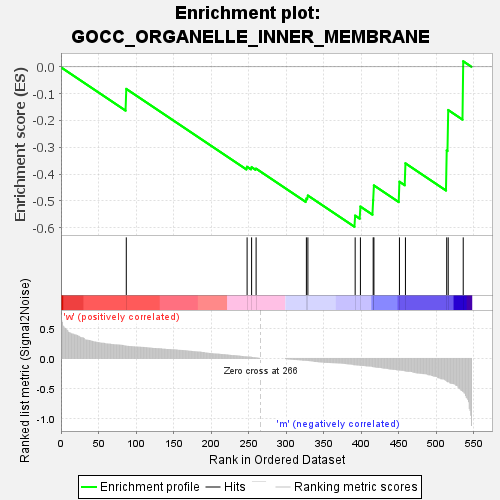 Enrichment plot:
GOCC_ORGANELLE_INNER_MEMBRANE
Enrichment score (ES)
0.0
-0.1
-0.2
-0.3
-0.4
-0.5
-0.6
'w' (positively correlated)
Ranked list metric (Signal2Noise)
0.5
0.0
-0.5
-1.0
Zero cross at 266
'm' (negatively correlated)
0 50 100 150 200 250 300 350 400 450 500 550
Rank in Ordered Dataset
Enrichment profile Hits Ranking metric scores